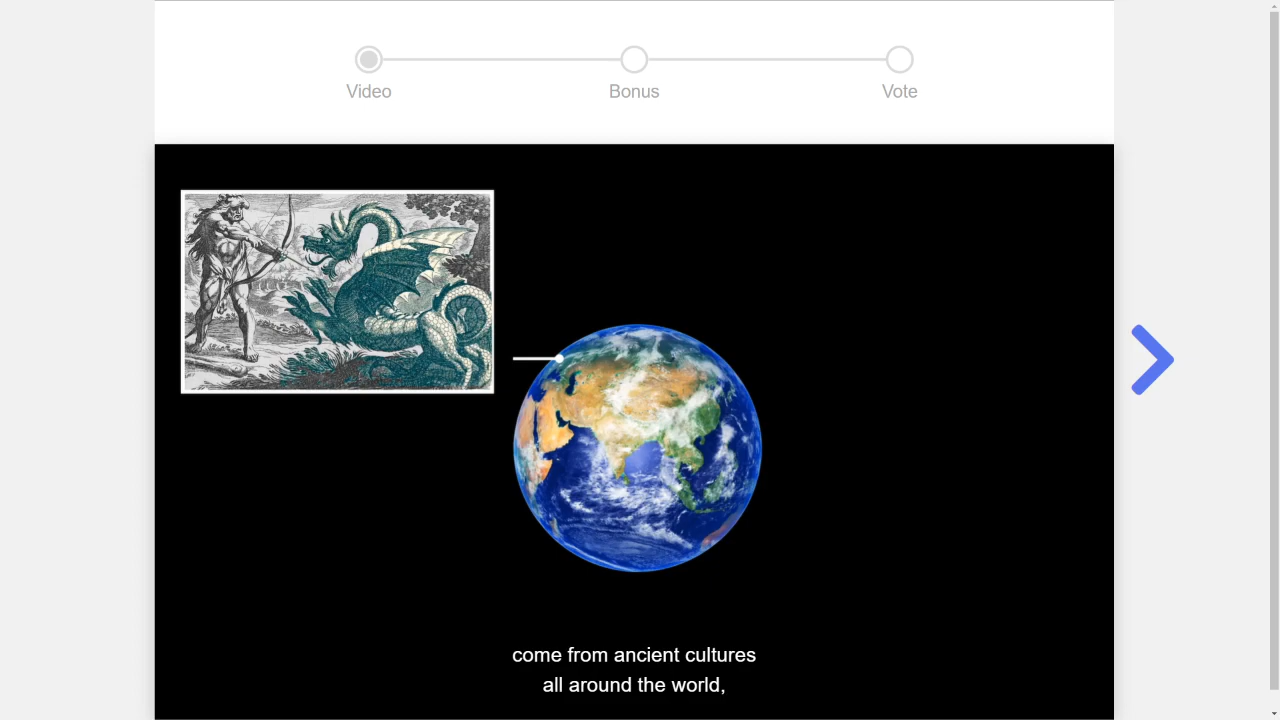 Video
Bonus
Vote
come from ancient cultures
all around the world,